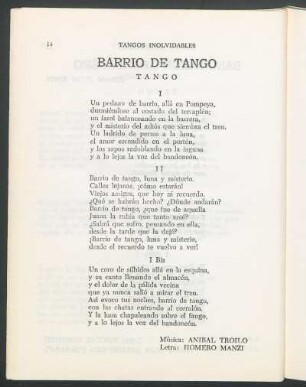 14
TANGOS INOLVIDABLES
BARRIO DE TANGO
TANGO
I
Un pedazo de barrio, allá en Pompeya,
durmiéndose al costado del terraplén;
un farol balanceando en la barrera,
y el misterio del adiós que siembra el tren.
Un ladrido de perros a la luna,
el amor escondido en el portón,
y los sapos redoblando en la laguna
y a lo lejos la voz del bandoneón.
II
Barrio de tango, luna y misterio.
Calles lejanas, ¡cómo estarán!
Viejos amigos, que hoy ni recuerdo.
¿Qué se habrán hecho? ¿Dónde andarán?
Barrio de tango, ¿que fue de aquella
Juana la rubia que tanto amé?
¿Sabrá que sufro, pensando en ella,
desde la tarde que la dejé?
¡Barrio de tango, luna y misterio,
desde el recuerdo te vuelvo a ver!
I Bis
Un coro de silbidos allá en la esquina,
y un canto llenando el almacén,
y el dolor de la pálida vecina
que ya nunca salió a mirar el tren.
Así evoco tus noches, barrio de tango,
con las chatas entrando al corralón,
Y la luna chapaleando sobre el fango,
y a lo lejos la voz del bandoneón.
Música: ANIBAL TROILO
Letra: HOMERO MANZI